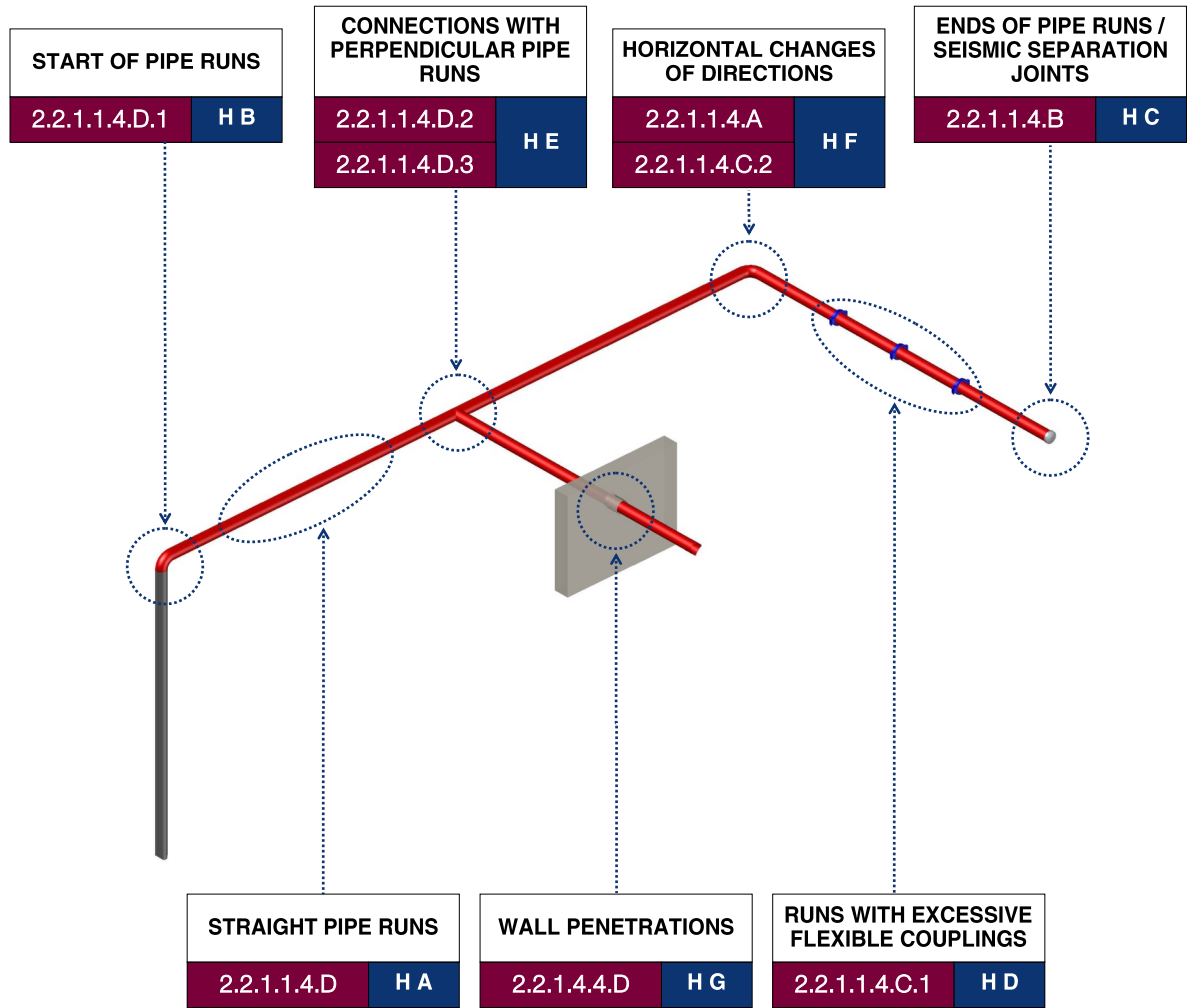 START OF PIPE RUNS
2.2.1.1.4.D.1 H B
CONNECTIONS WITH
PERPENDICULAR PIPE
RUNS
2.2.1.1.4.D.2
H E
2.2.1.1.4.D.3
HORIZONTAL CHANGES
OF DIRECTIONS
2.2.1.1.4.A
H F
2.2.1.1.4.C.2
ENDS OF PIPE RUNS /
SEISMIC SEPARATION
JOINTS
2.2.1.1.4.B H C
STRAIGHT PIPE RUNS
2.2.1.1.4.D H A
WALL PENETRATIONS
2.2.1.4.4.D H G
RUNS WITH EXCESSIVE
FLEXIBLE COUPLINGS
2.2.1.1.4.C.1 H D